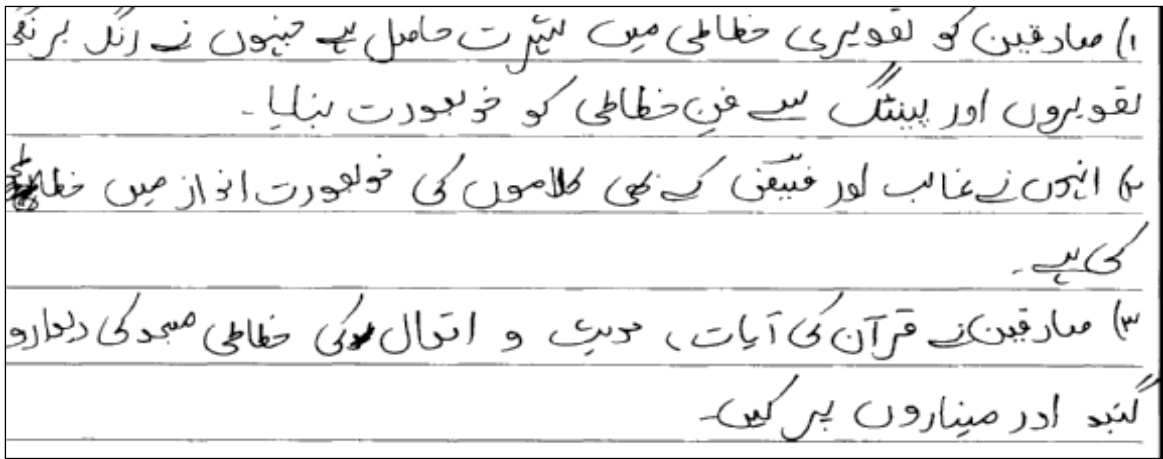 ۱) صادقین کو تصویری خطاطی میں شہرت حاصل ہے جنہوں نے رنگ برنگی
تصویروں اور پینٹنگ سے فنِ خطاطی کو خوبصورت بنایا۔
۲) انہوں نے غالب اور فیض کے بھی کلاموں کی خوبصورت انداز میں خطاطی
کی ہے۔
۳) صادقین نے قرآن کی آیات، حدیث و اقوال کی خطاطی مسجد کی دیوارو
گنبد اور میناروں پر کیں۔